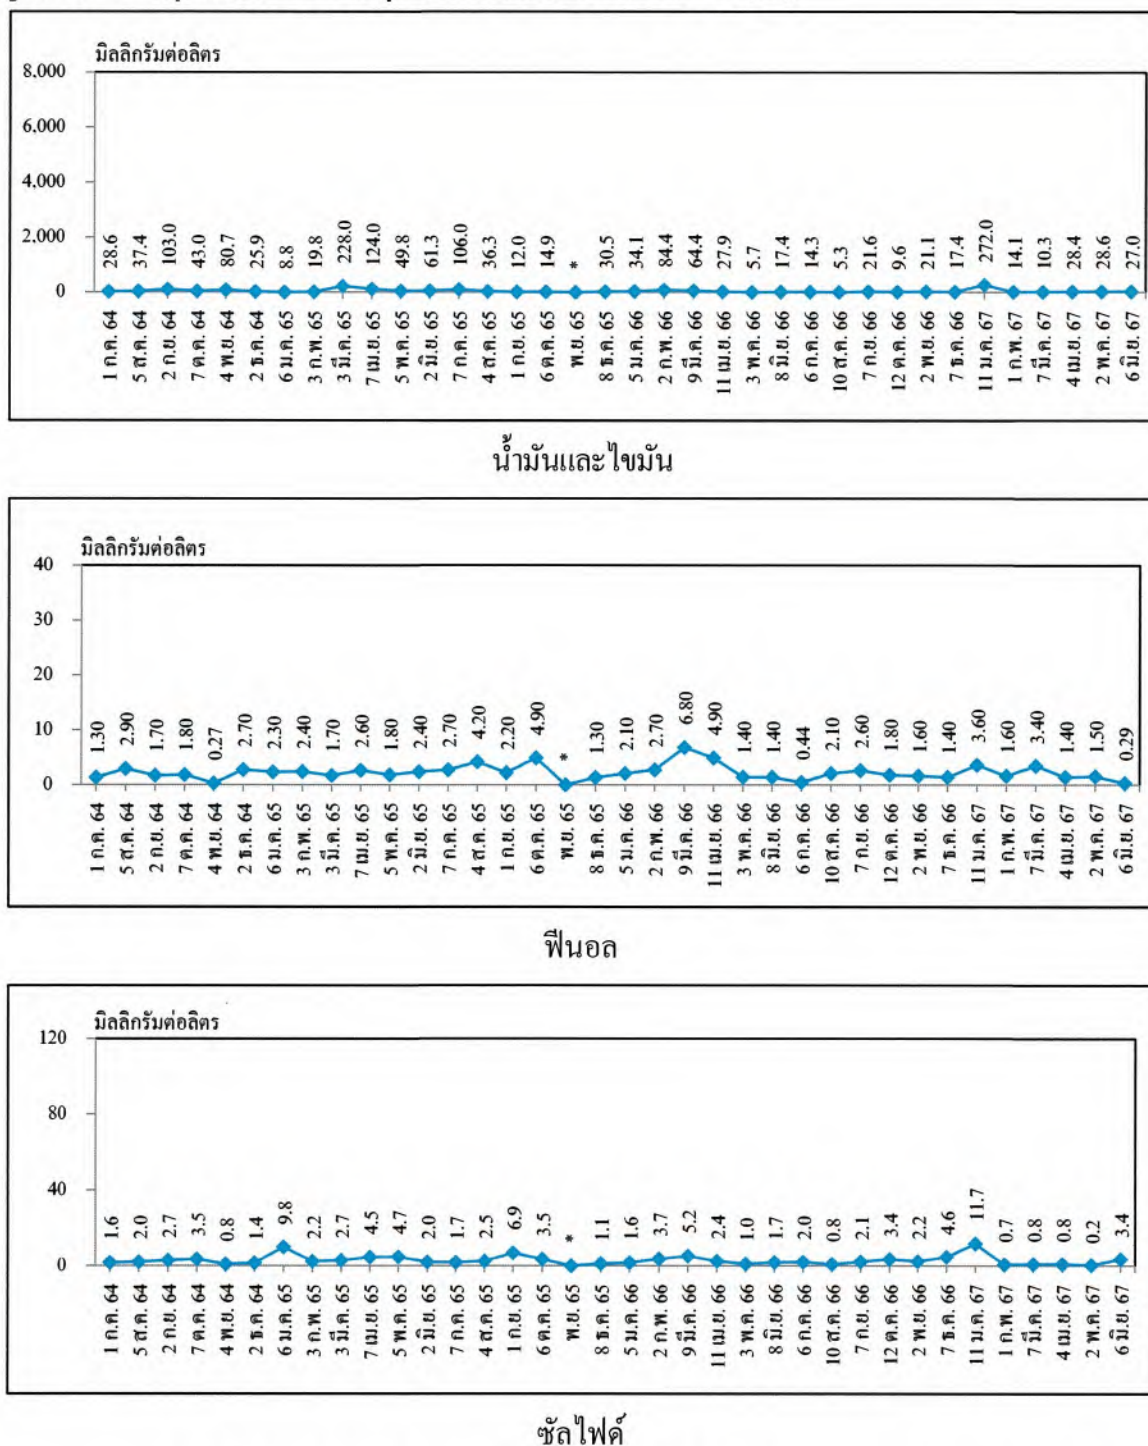 มิลลิกรัมต่อลิตร
8,000
6,000
4,000
2,000
0
28.6 37.4 103.0 43.0 80.7 25.9 8.8 19.8 228.0 124.0 49.8 61.3 106.0 36.3 12.0 14.9 * 30.5 34.1 84.4 64.4 27.9 5.7 17.4 14.3 5.3 21.6 9.6 21.1 17.4 272.0 14.1 10.3 28.4 28.6 27.0
1 ก.ค. 64 5 ส.ค. 64 2 ก.ย. 64 7 ต.ค. 64 4 พ.ย. 64 2 ธ.ค. 64 6 ม.ค. 65 3 ก.พ. 65 3 มี.ค. 65 7 เม.ย. 65 5 พ.ค. 65 2 มิ.ย. 65 7 ก.ค. 65 4 ส.ค. 65 1 ก.ย. 65 6 ต.ค. 65 พ.ย. 65 8 ธ.ค. 65 5 ม.ค. 66 2 ก.พ. 66 9 มี.ค. 66 11 เม.ย. 66 3 พ.ค. 66 8 มิ.ย. 66 6 ก.ค. 66 10 ส.ค. 66 7 ก.ย. 66 12 ต.ค. 66 2 พ.ย. 66 7 ธ.ค. 66 11 ม.ค. 67 1 ก.พ. 67 7 มี.ค. 67 4 เม.ย. 67 2 พ.ค. 67 6 มิ.ย. 67
น้ำมันและไขมัน
มิลลิกรัมต่อลิตร
40
30
20
10
0
1.30 2.90 1.70 1.80 0.27 2.70 2.30 2.40 1.70 2.60 1.80 2.40 2.70 4.20 2.20 4.90 * 1.30 2.10 2.70 6.80 4.90 1.40 1.40 0.44 2.10 2.60 1.80 1.60 1.40 3.60 1.60 3.40 1.40 1.50 0.29
1 ก.ค. 64 5 ส.ค. 64 2 ก.ย. 64 7 ต.ค. 64 4 พ.ย. 64 2 ธ.ค. 64 6 ม.ค. 65 3 ก.พ. 65 3 มี.ค. 65 7 เม.ย. 65 5 พ.ค. 65 2 มิ.ย. 65 7 ก.ค. 65 4 ส.ค. 65 1 ก.ย. 65 6 ต.ค. 65 พ.ย. 65 8 ธ.ค. 65 5 ม.ค. 66 2 ก.พ. 66 9 มี.ค. 66 11 เม.ย. 66 3 พ.ค. 66 8 มิ.ย. 66 6 ก.ค. 66 10 ส.ค. 66 7 ก.ย. 66 12 ต.ค. 66 2 พ.ย. 66 7 ธ.ค. 66 11 ม.ค. 67 1 ก.พ. 67 7 มี.ค. 67 4 เม.ย. 67 2 พ.ค. 67 6 มิ.ย. 67
ฟีนอล
มิลลิกรัมต่อลิตร
120
80
40
0
1.6 2.0 2.7 3.5 0.8 1.4 9.8 2.2 2.7 4.5 4.7 2.0 1.7 2.5 6.9 3.5 * 1.1 1.6 3.7 5.2 2.4 1.0 1.7 2.0 0.8 2.1 3.4 2.2 4.6 11.7 0.7 0.8 0.8 0.2 3.4
1 ก.ค. 64 5 ส.ค. 64 2 ก.ย. 64 7 ต.ค. 64 4 พ.ย. 64 2 ธ.ค. 64 6 ม.ค. 65 3 ก.พ. 65 3 มี.ค. 65 7 เม.ย. 65 5 พ.ค. 65 2 มิ.ย. 65 7 ก.ค. 65 4 ส.ค. 65 1 ก.ย. 65 6 ต.ค. 65 พ.ย. 65 8 ธ.ค. 65 5 ม.ค. 66 2 ก.พ. 66 9 มี.ค. 66 11 เม.ย. 66 3 พ.ค. 66 8 มิ.ย. 66 6 ก.ค. 66 10 ส.ค. 66 7 ก.ย. 66 12 ต.ค. 66 2 พ.ย. 66 7 ธ.ค. 66 11 ม.ค. 67 1 ก.พ. 67 7 มี.ค. 67 4 เม.ย. 67 2 พ.ค. 67 6 มิ.ย. 67
ซัลไฟด์